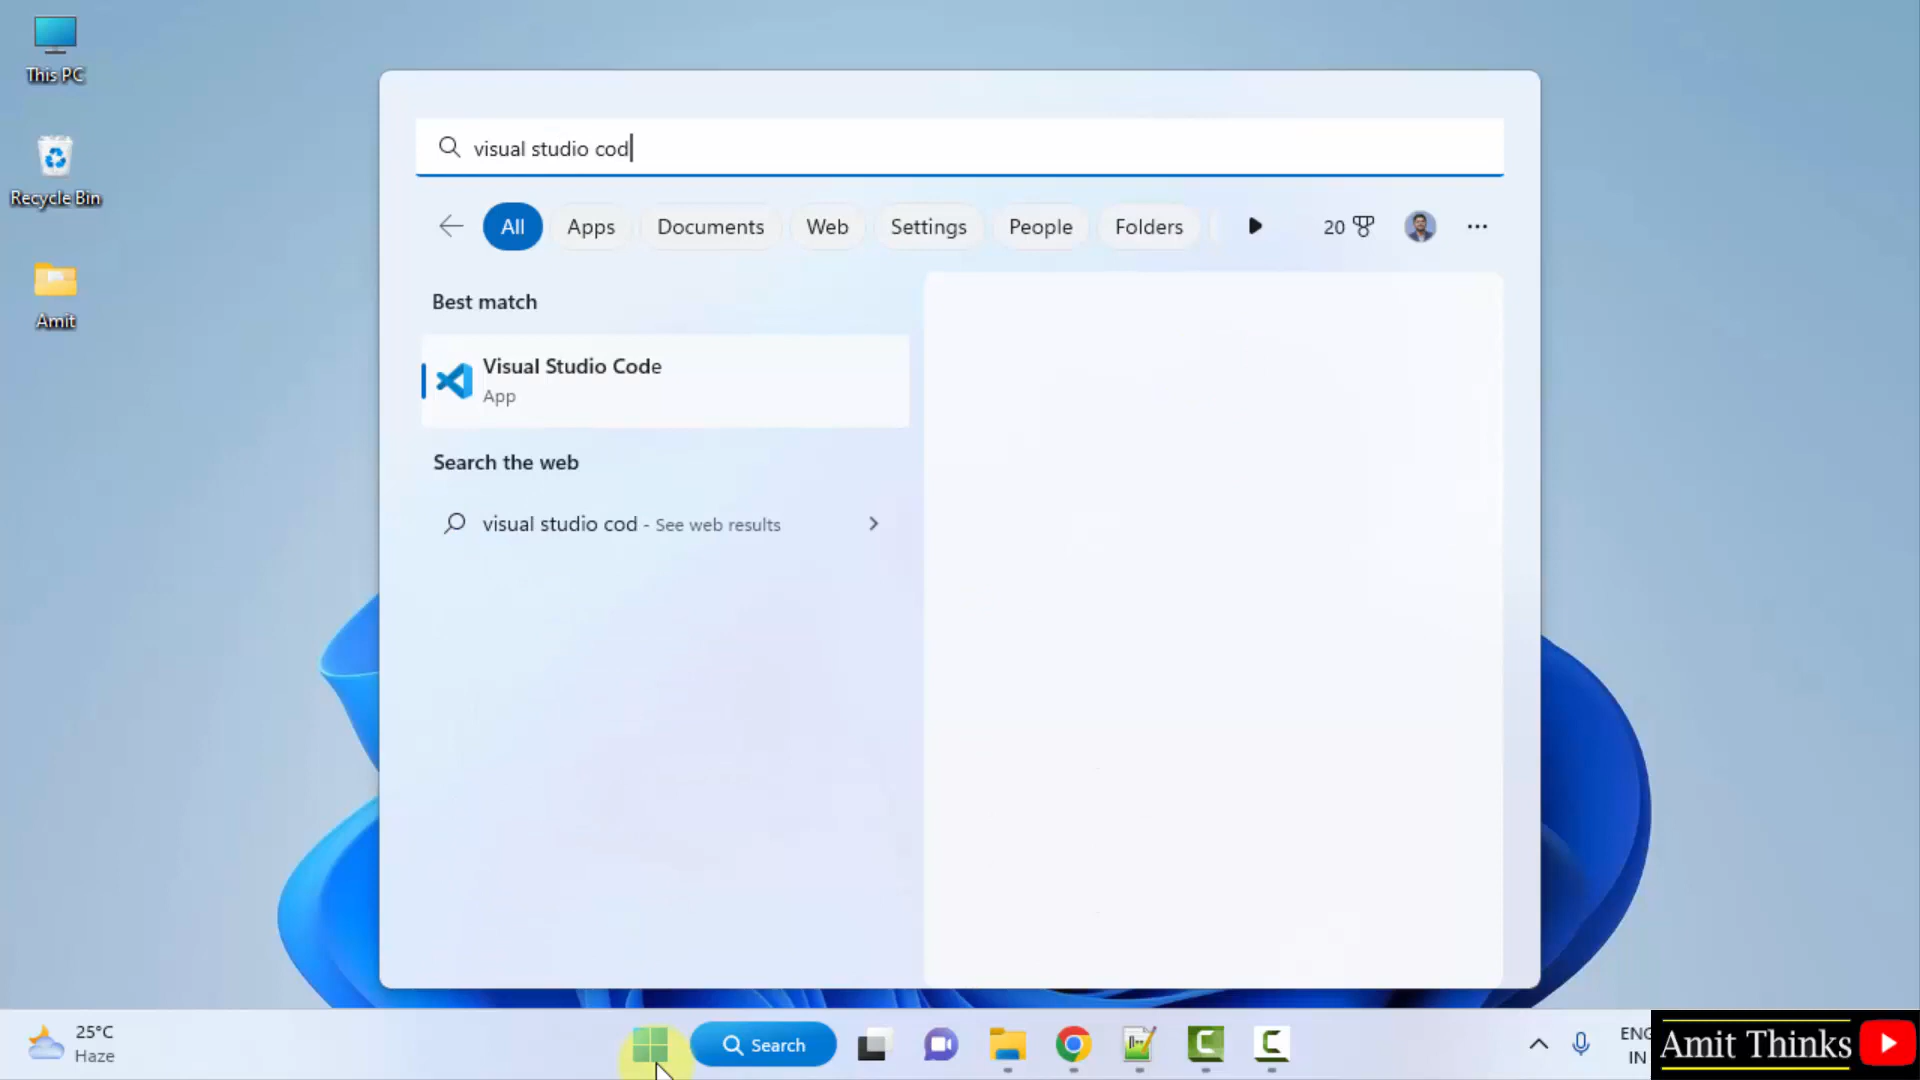 This PC
Recycle Bin
Amit
visual studio cod
All Apps Documents Web Settings People Folders 20
Best match
Visual Studio Code
App
Search the web
visual studio cod - See web results
25°C
Haze
Search
ENG
IN
Amit Thinks